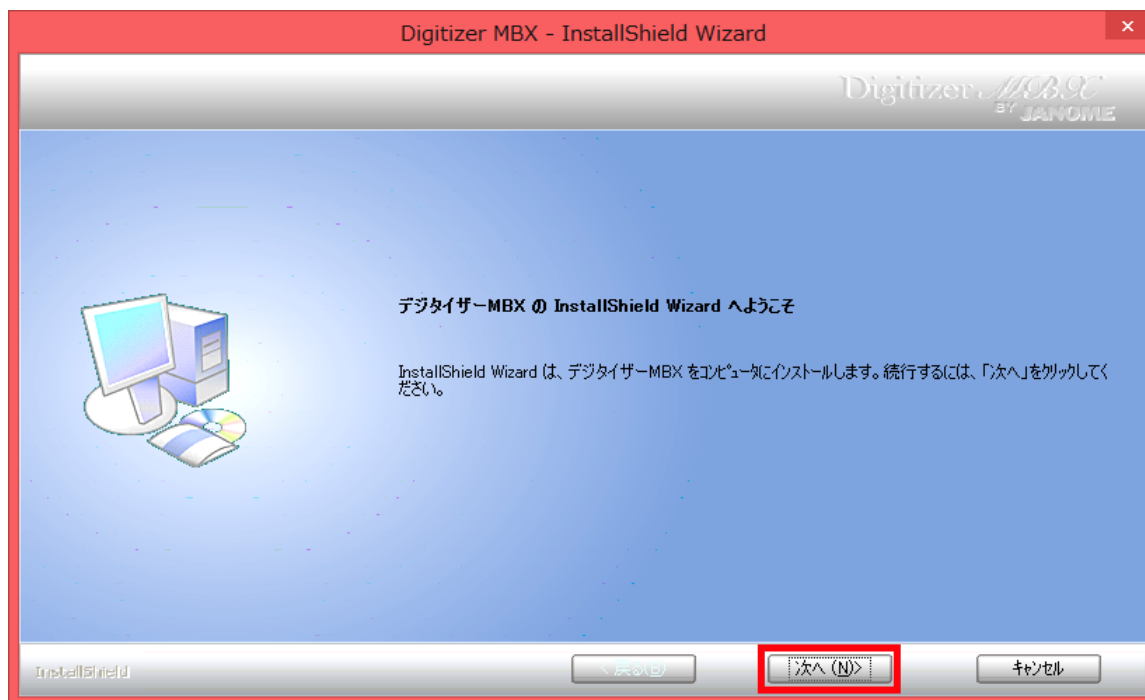 Digitizer MBX - InstallShield Wizard
Digitizer MBX
BY JANOME
デジタイザーMBX の InstallShield Wizard へようこそ
InstallShield Wizard は、デジタイザーMBX をｺﾝﾋﾟｭｰﾀにインストールします。続行するには、「次へ」をｸﾘｯｸしてく
ださい。
InstallShield
< 戻る(B)
次へ (N)>
ｷｬﾝｾﾙ